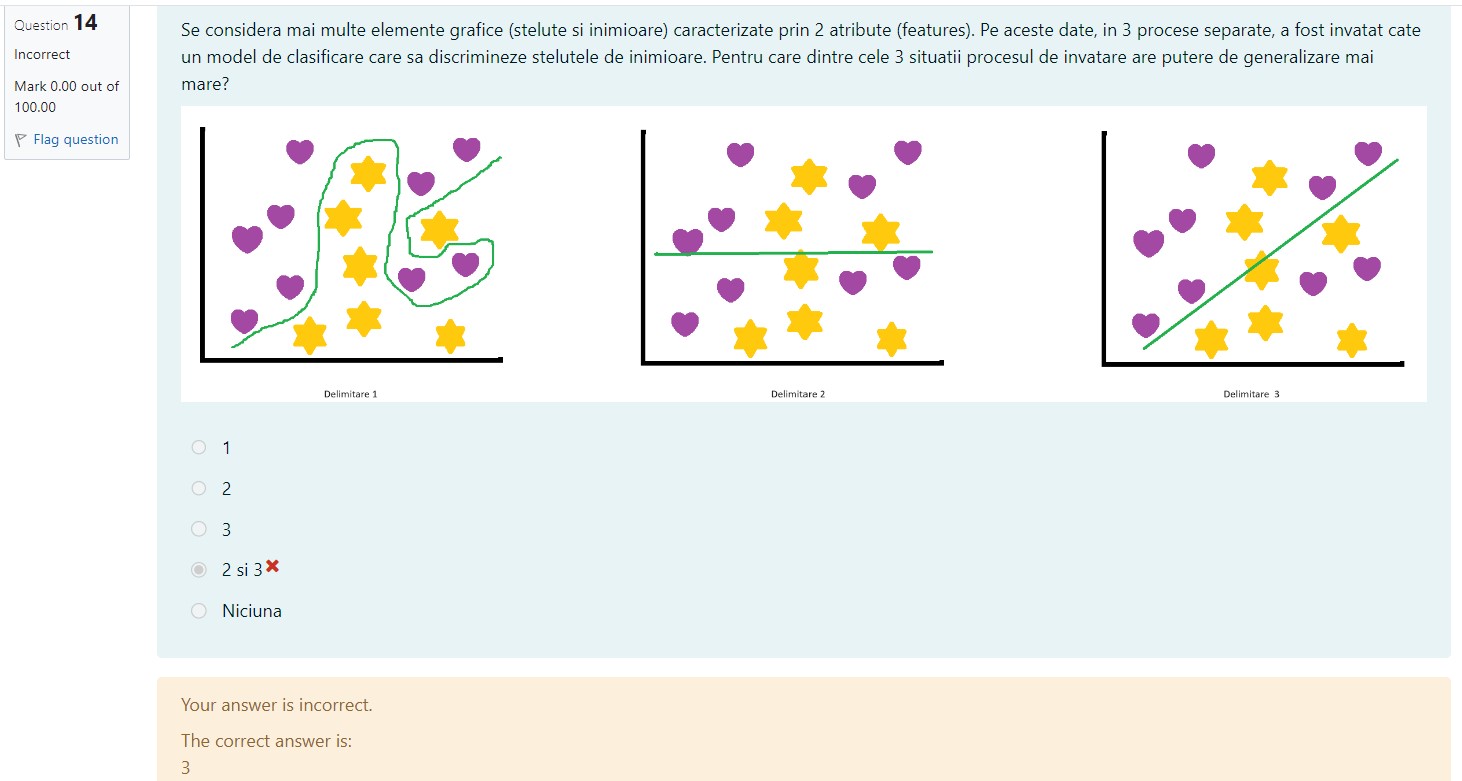 Question 14
Incorrect
Mark 0.00 out of
100.00
Flag question
Se considera mai multe elemente grafice (stelute si inimioare) caracterizate prin 2 atribute (features). Pe aceste date, in 3 procese separate, a fost invatat cate
un model de clasificare care sa discrimineze stelutele de inimioare. Pentru care dintre cele 3 situatii procesul de invatare are putere de generalizare mai
mare?
Delimitare 1
Delimitare 2
Delimitare 3
1
2
3
2 si 3
Niciuna
Your answer is incorrect.
The correct answer is:
3